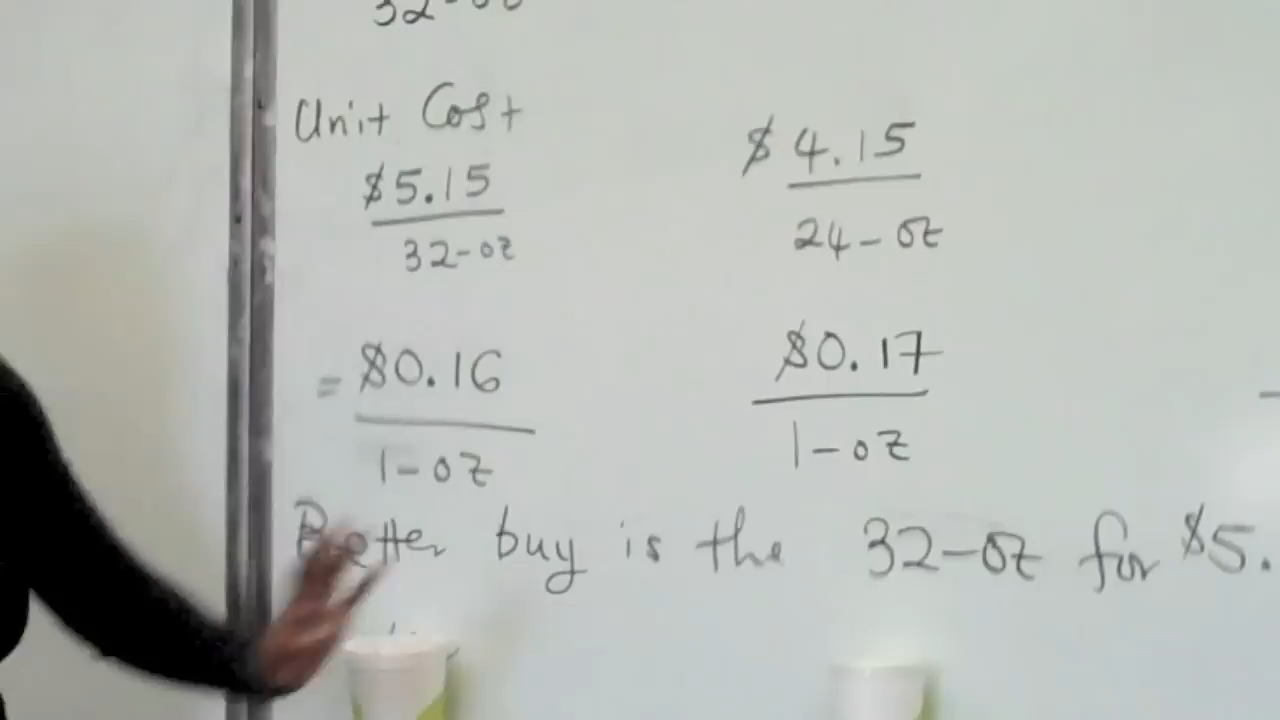 32-oz
Unit Cost
$5.15
32-oz
$4.15
24-oz
= $0.16
1-oz
$0.17
1-oz
Better buy is the 32-oz for $5.